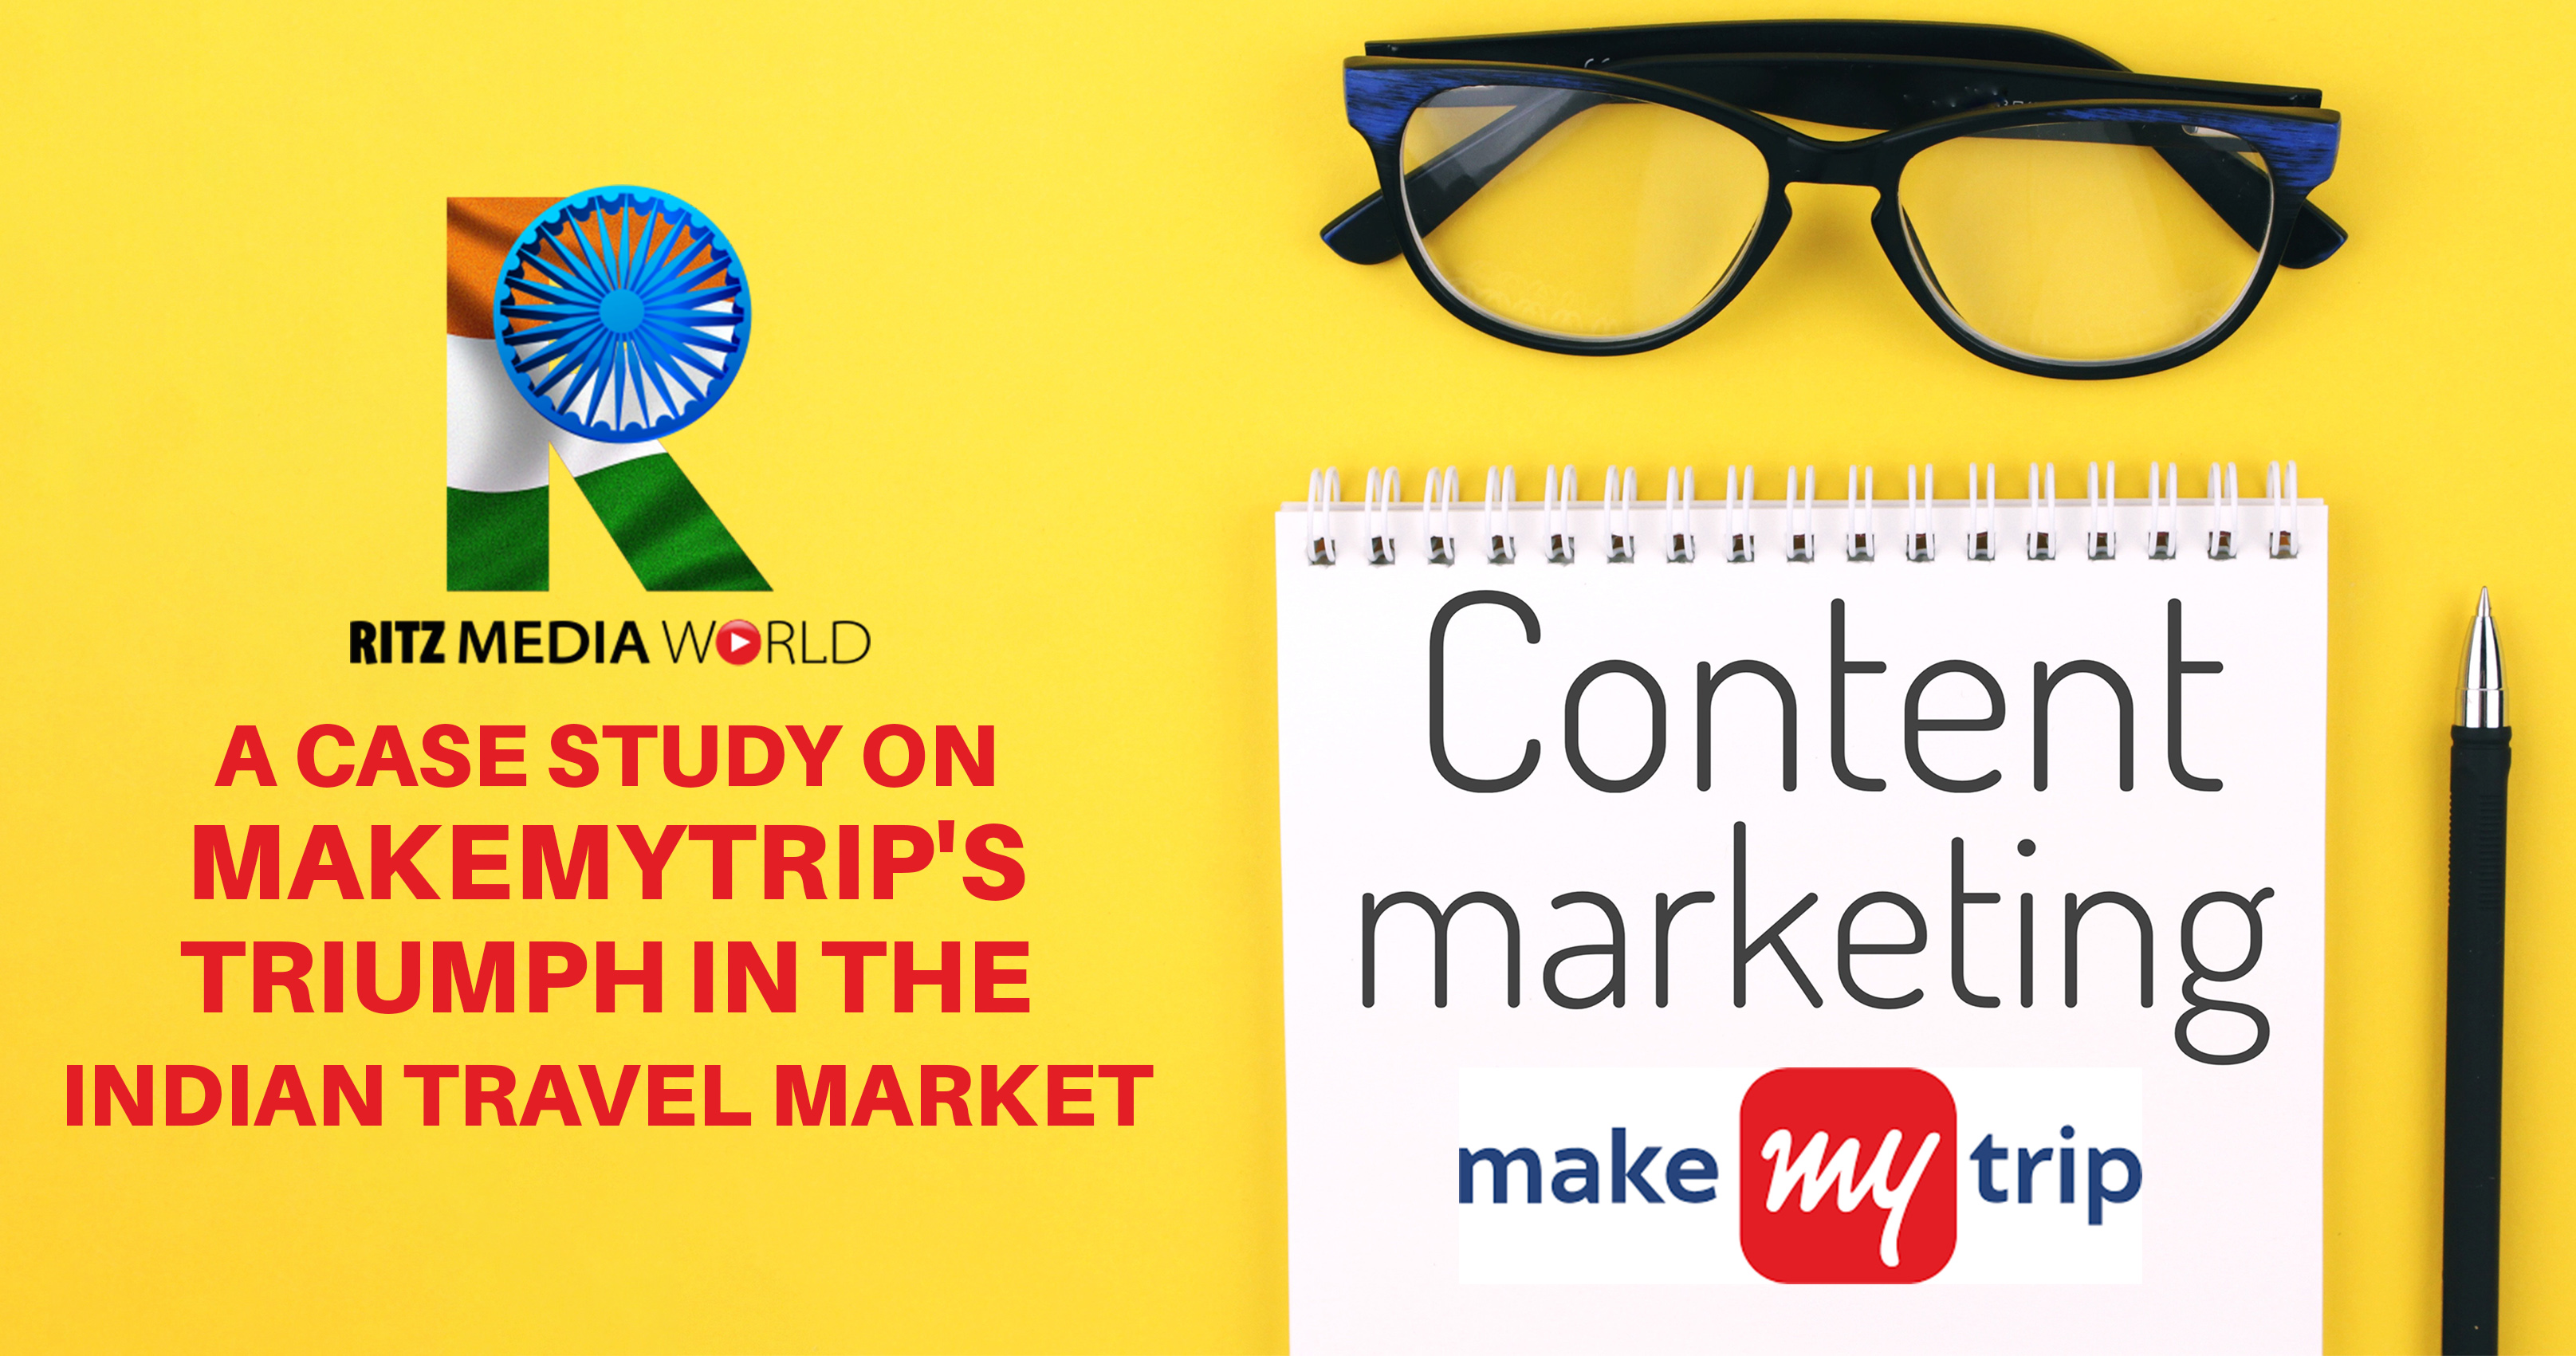 RITZ MEDIA WORLD
A CASE STUDY ON
MAKEMYTRIP'S
TRIUMPH IN THE
INDIAN TRAVEL MARKET
Content
marketing
make my trip